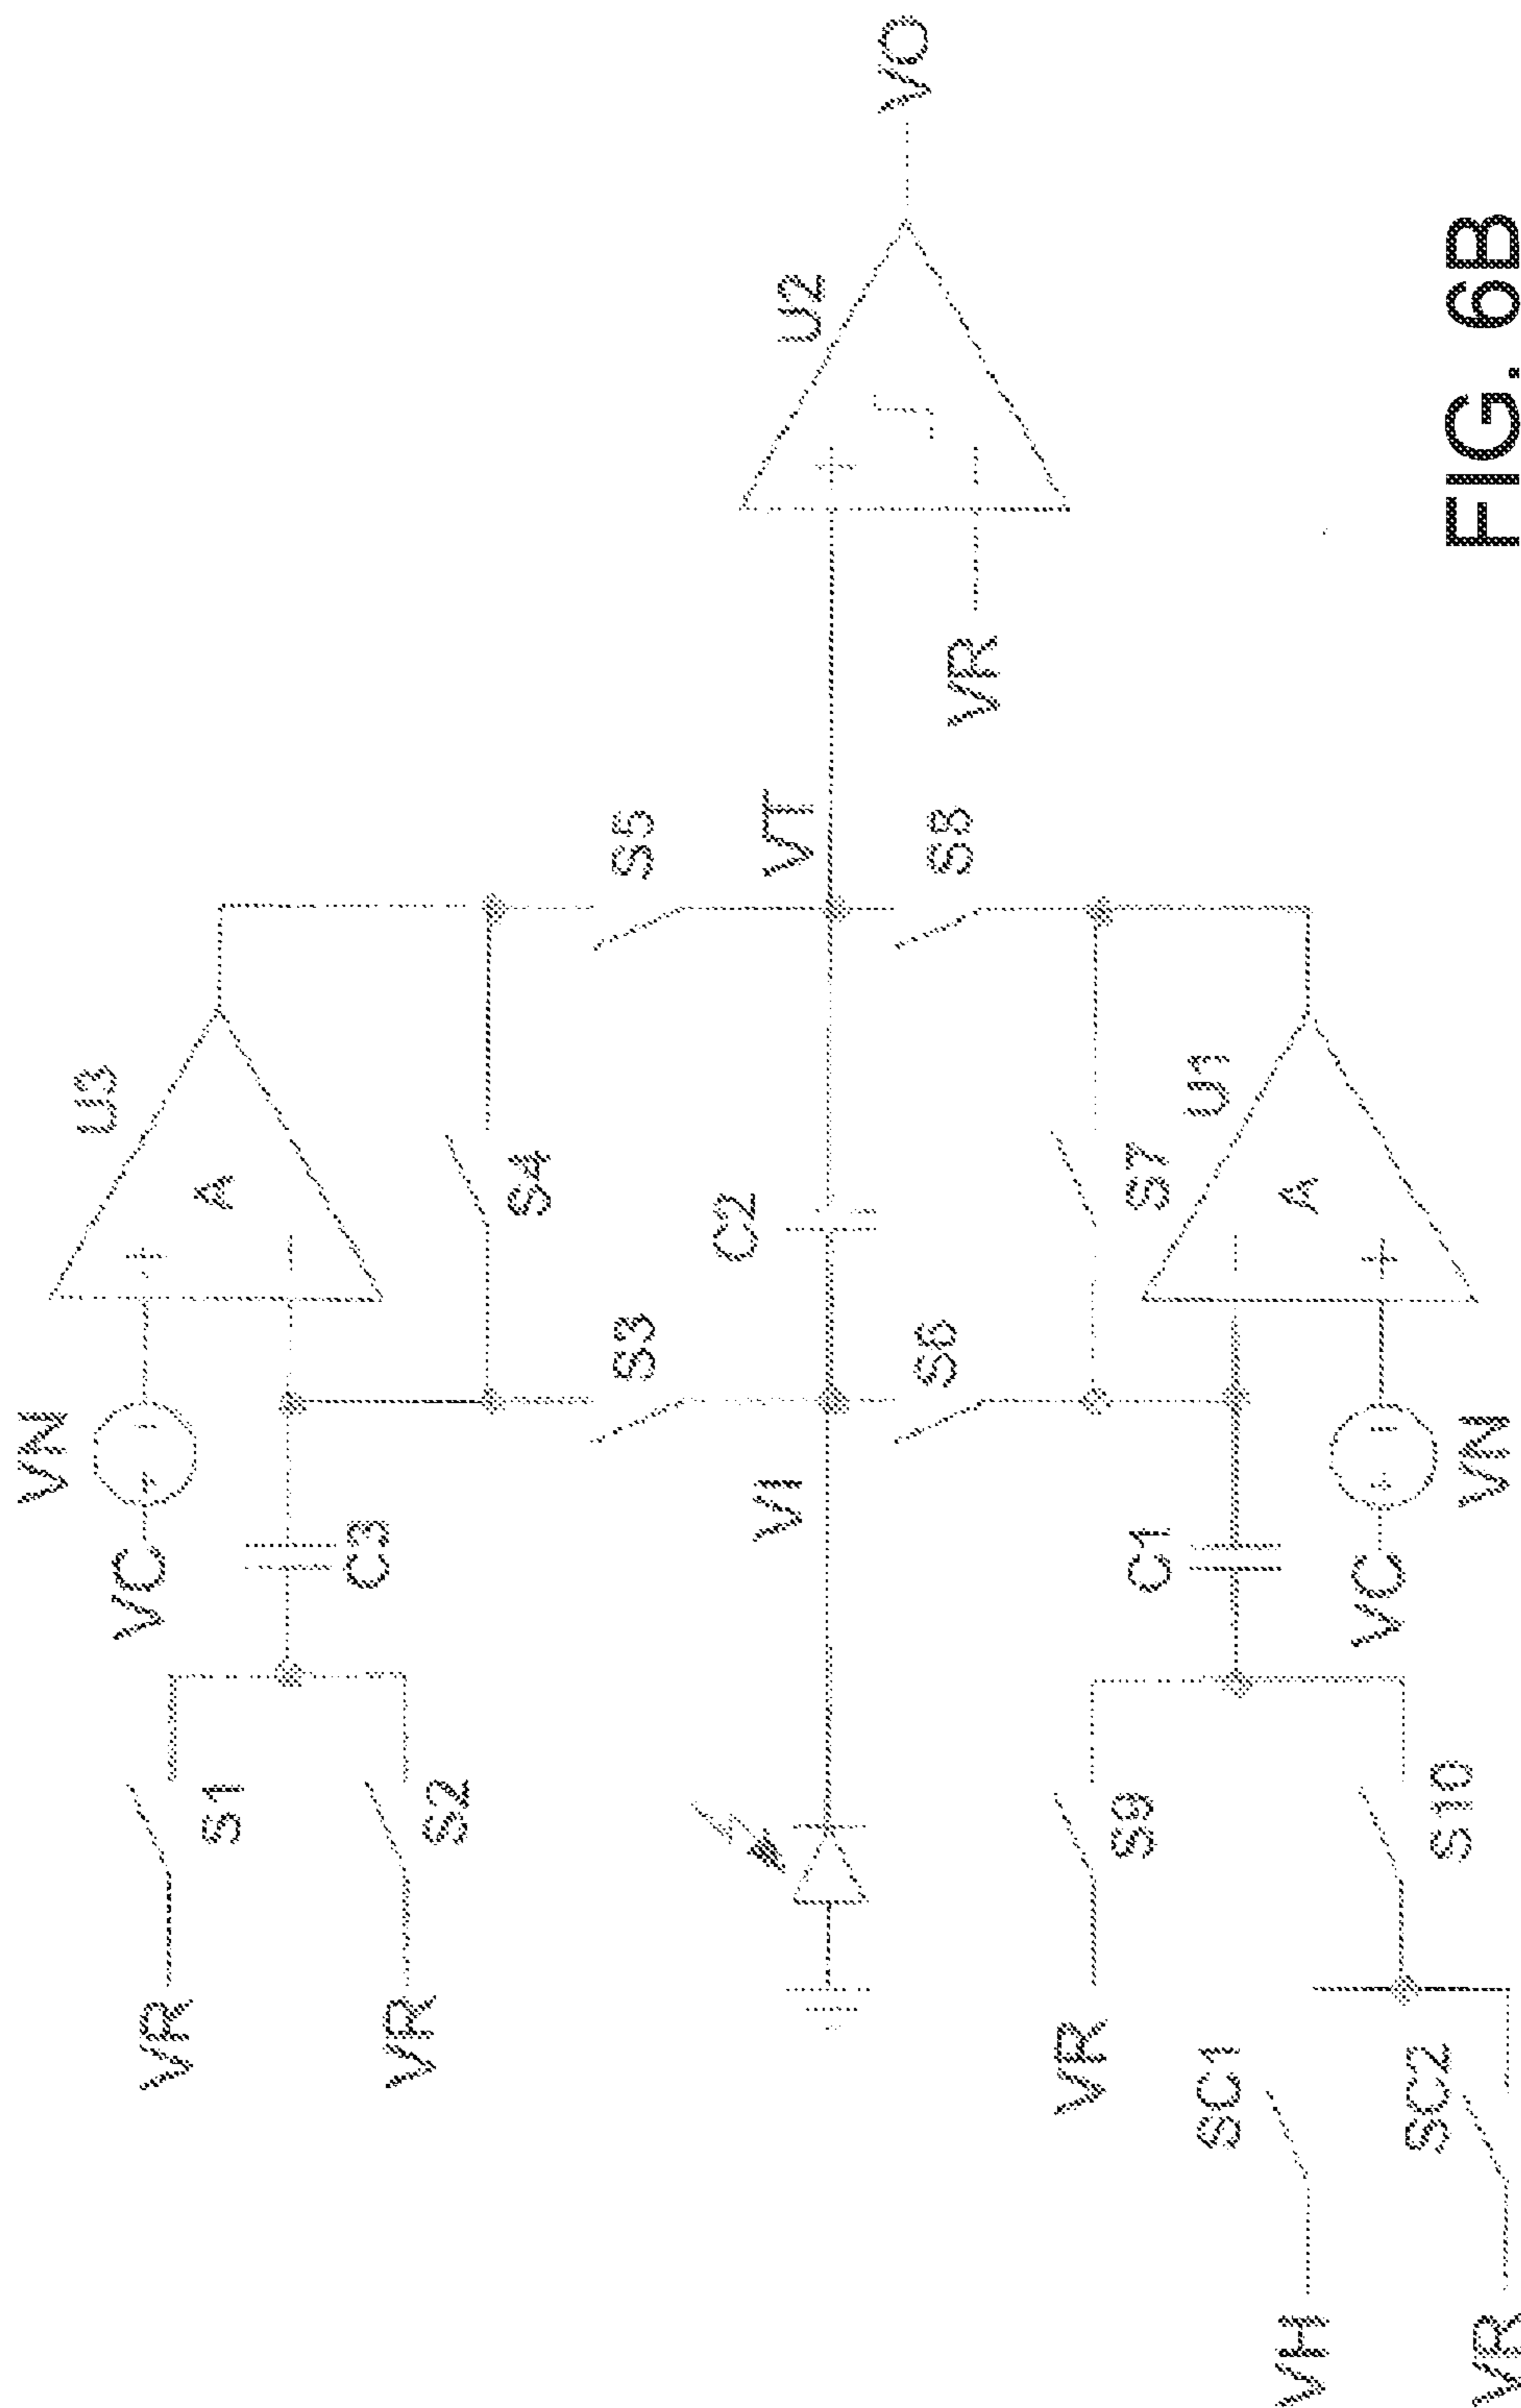 VN
U3
VC
+
A
−
C3
VR
S1
VR
S2
S4
S3
S5
VI
C2
VT
U2
+
−
VO
VR
S6
S8
S7
U1
VR
S9
C1
−
A
+
VC
VN
S10
SC1
VH
SC2
VR
FIG. 6B